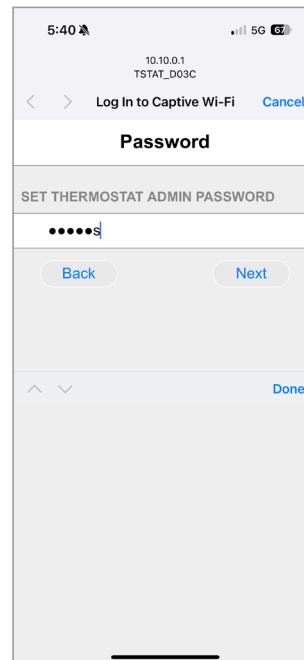 5:40
5G 67
10.10.0.1
TSTAT_D03C
Log In to Captive Wi-Fi Cancel
Password
SET THERMOSTAT ADMIN PASSWORD
●●●●●s
Back Next
Done